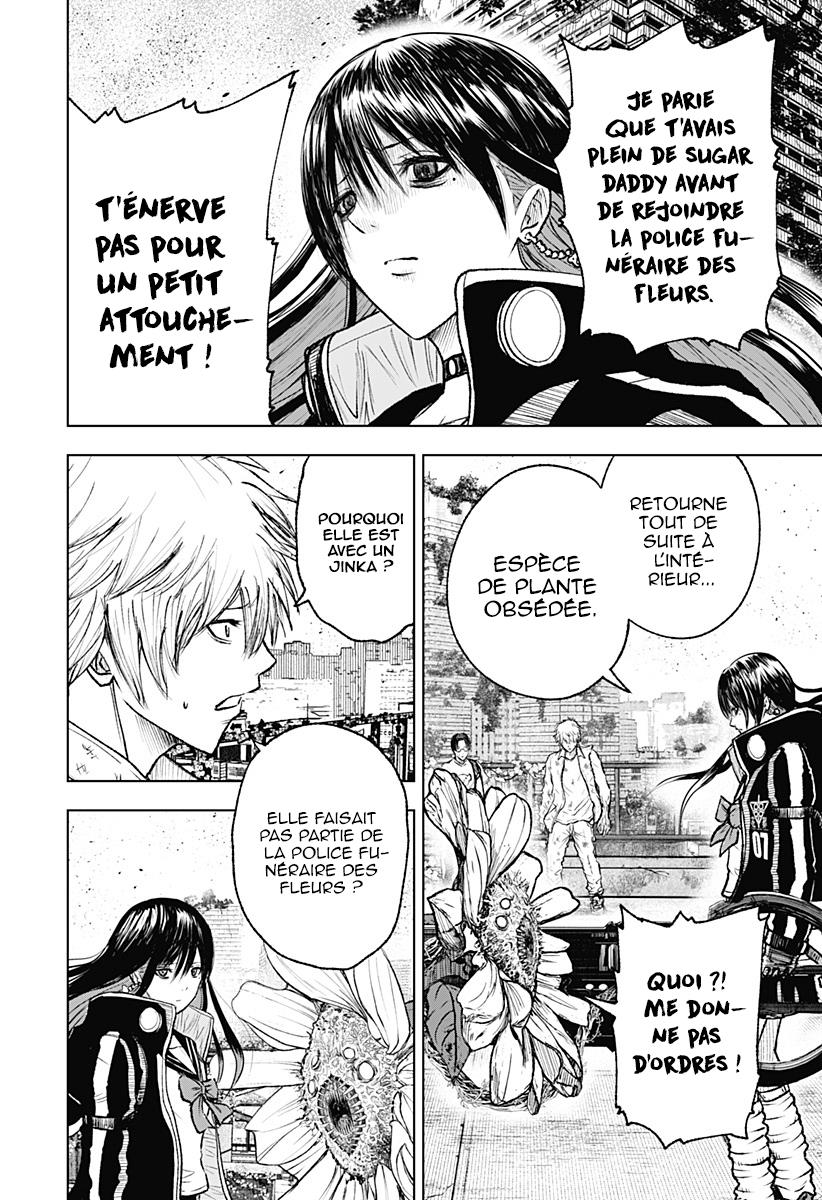 JE PARIE
QUE T'AVAIS
PLEIN DE SUGAR
DADDY AVANT
DE REJOINDRE
LA POLICE FU-
NÉRAIRE DES
FLEURS.
T'ÉNERVE
PAS POUR
UN PETIT
ATTOUCHE-
MENT !
RETOURNE
TOUT DE
SUITE À
L'INTÉ-
RIEUR...
ESPÈCE
DE PLANTE
OBSÉDÉE.
07
QUOI ?!
ME DON-
NE PAS
D'ORDRES !
POURQUOI
ELLE EST
AVEC UN
JINKA ?
ELLE FAISAIT
PAS PARTIE DE
LA POLICE FU-
NÉRAIRE DES
FLEURS ?